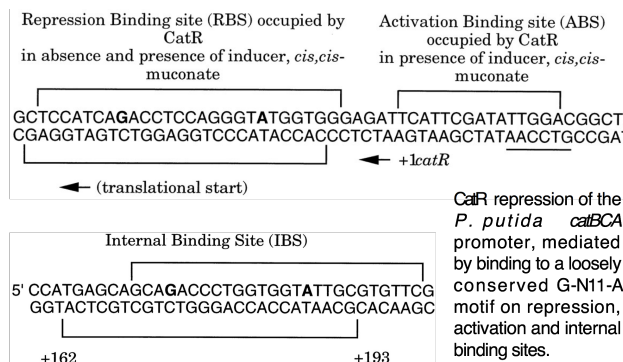 Repression Binding site (RBS) occupied by
CatR
in absence and presence of inducer, cis,cis-
muconate
Activation Binding site (ABS)
occupied by CatR
in presence of inducer, cis,cis-
muconate
GCTCCATCAGACCTCCAGGGTATGGTGGGAGATTCATTCGATATTGGACGGCT
CGAGGTAGTCTGGAGGTCCCATACCACCCTCTAAGTAAGCTATAACCTGCCGA
+1catR
(translational start)
Internal Binding Site (IBS)
5' CCATGAGCAGCAGACCCTGGTGGTATTGCGTGTTCG
GGTACTCGTCGTCTGGGACCACCATAACGCACAAGC
+162
+193
CatR repression of the
P. putida catBCA
promoter, mediated
by binding to a loosely
conserved G-N11-A
motif on repression,
activation and internal
binding sites.